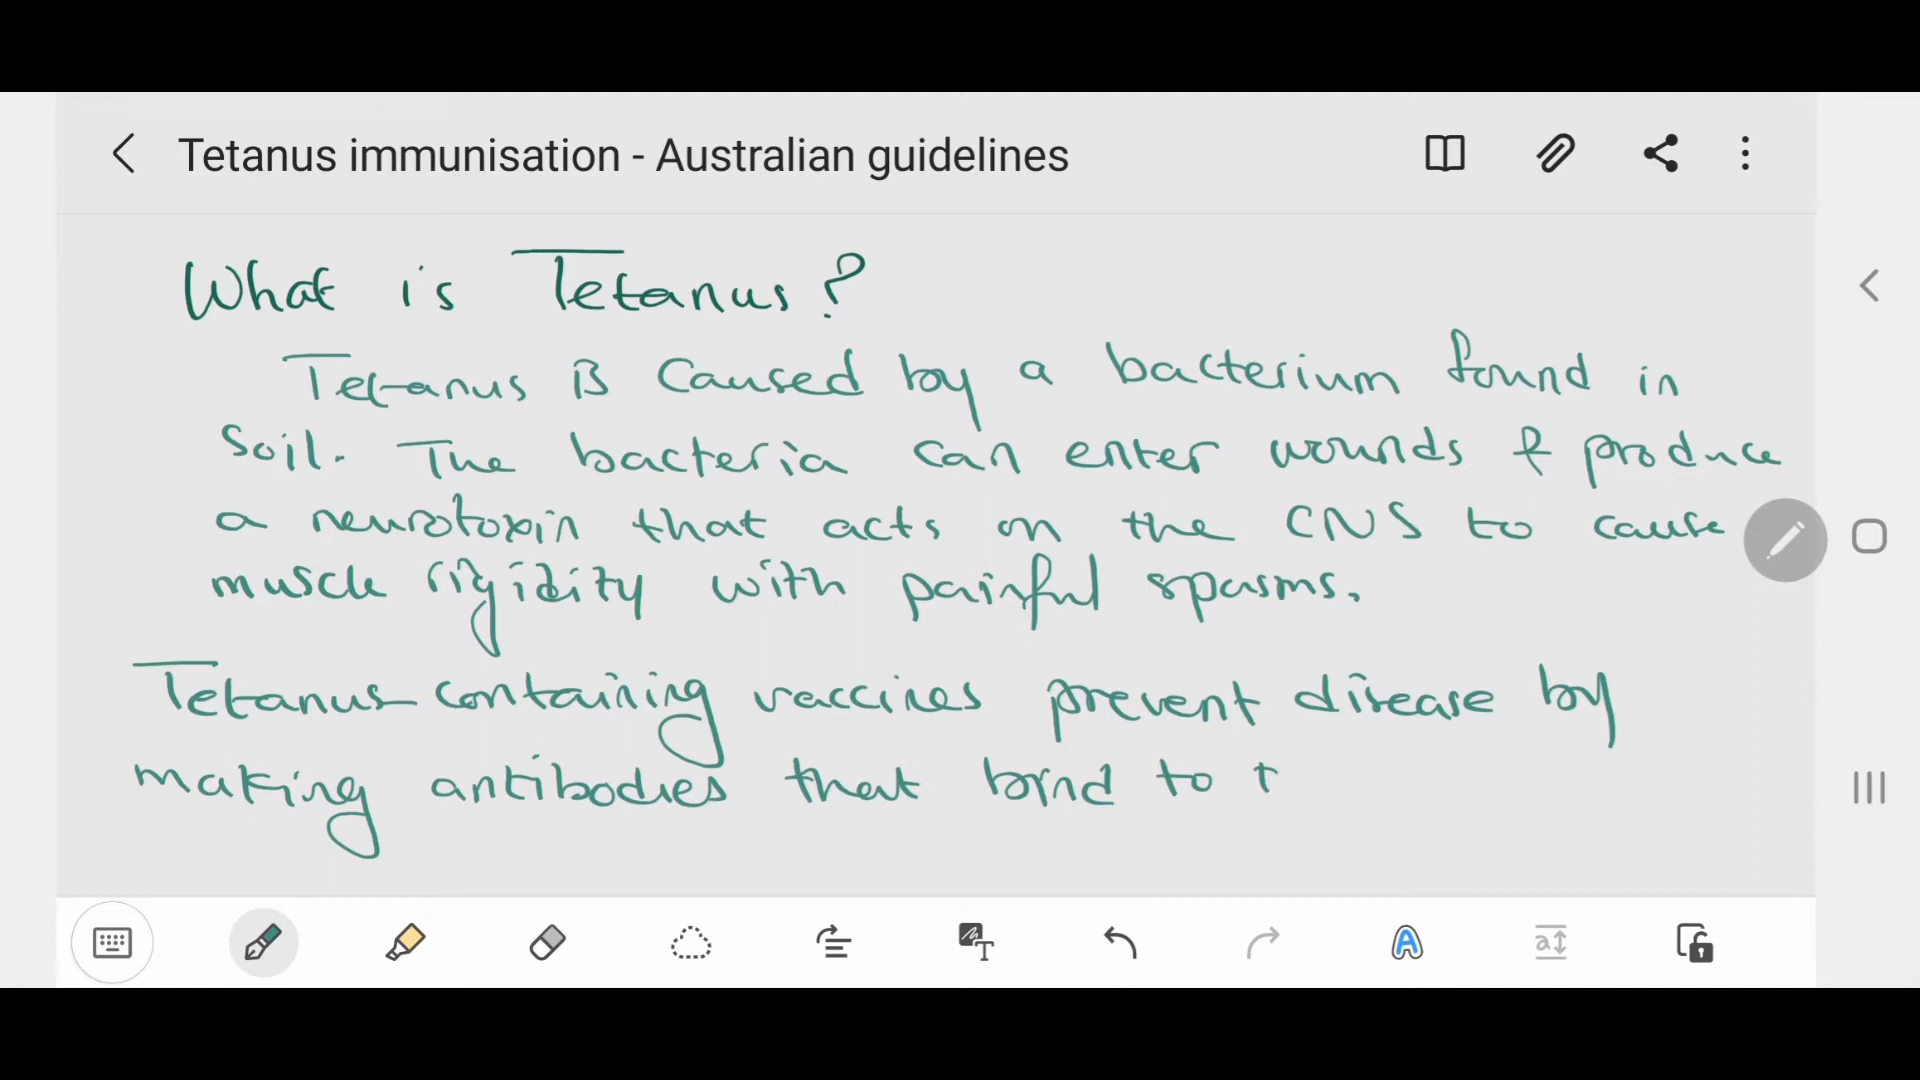 Tetanus immunisation - Australian guidelines
What is Tetanus?
Tetanus is caused by a bacterium found in
soil. The bacteria can enter wounds & produce
a neurotoxin that acts on the CNS to cause
muscle rigidity with painful spasms.
Tetanus-containing vaccines prevent disease by
making antibodies that bind to t